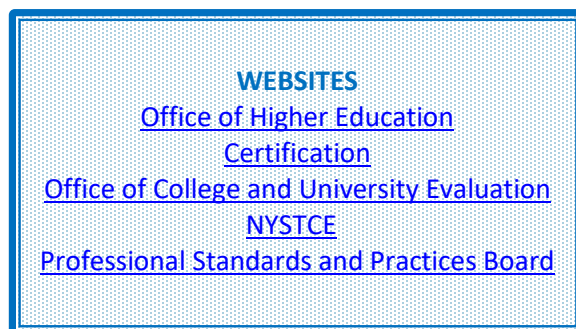 WEBSITES
Office of Higher Education
Certification
Office of College and University Evaluation
NYSTCE
Professional Standards and Practices Board